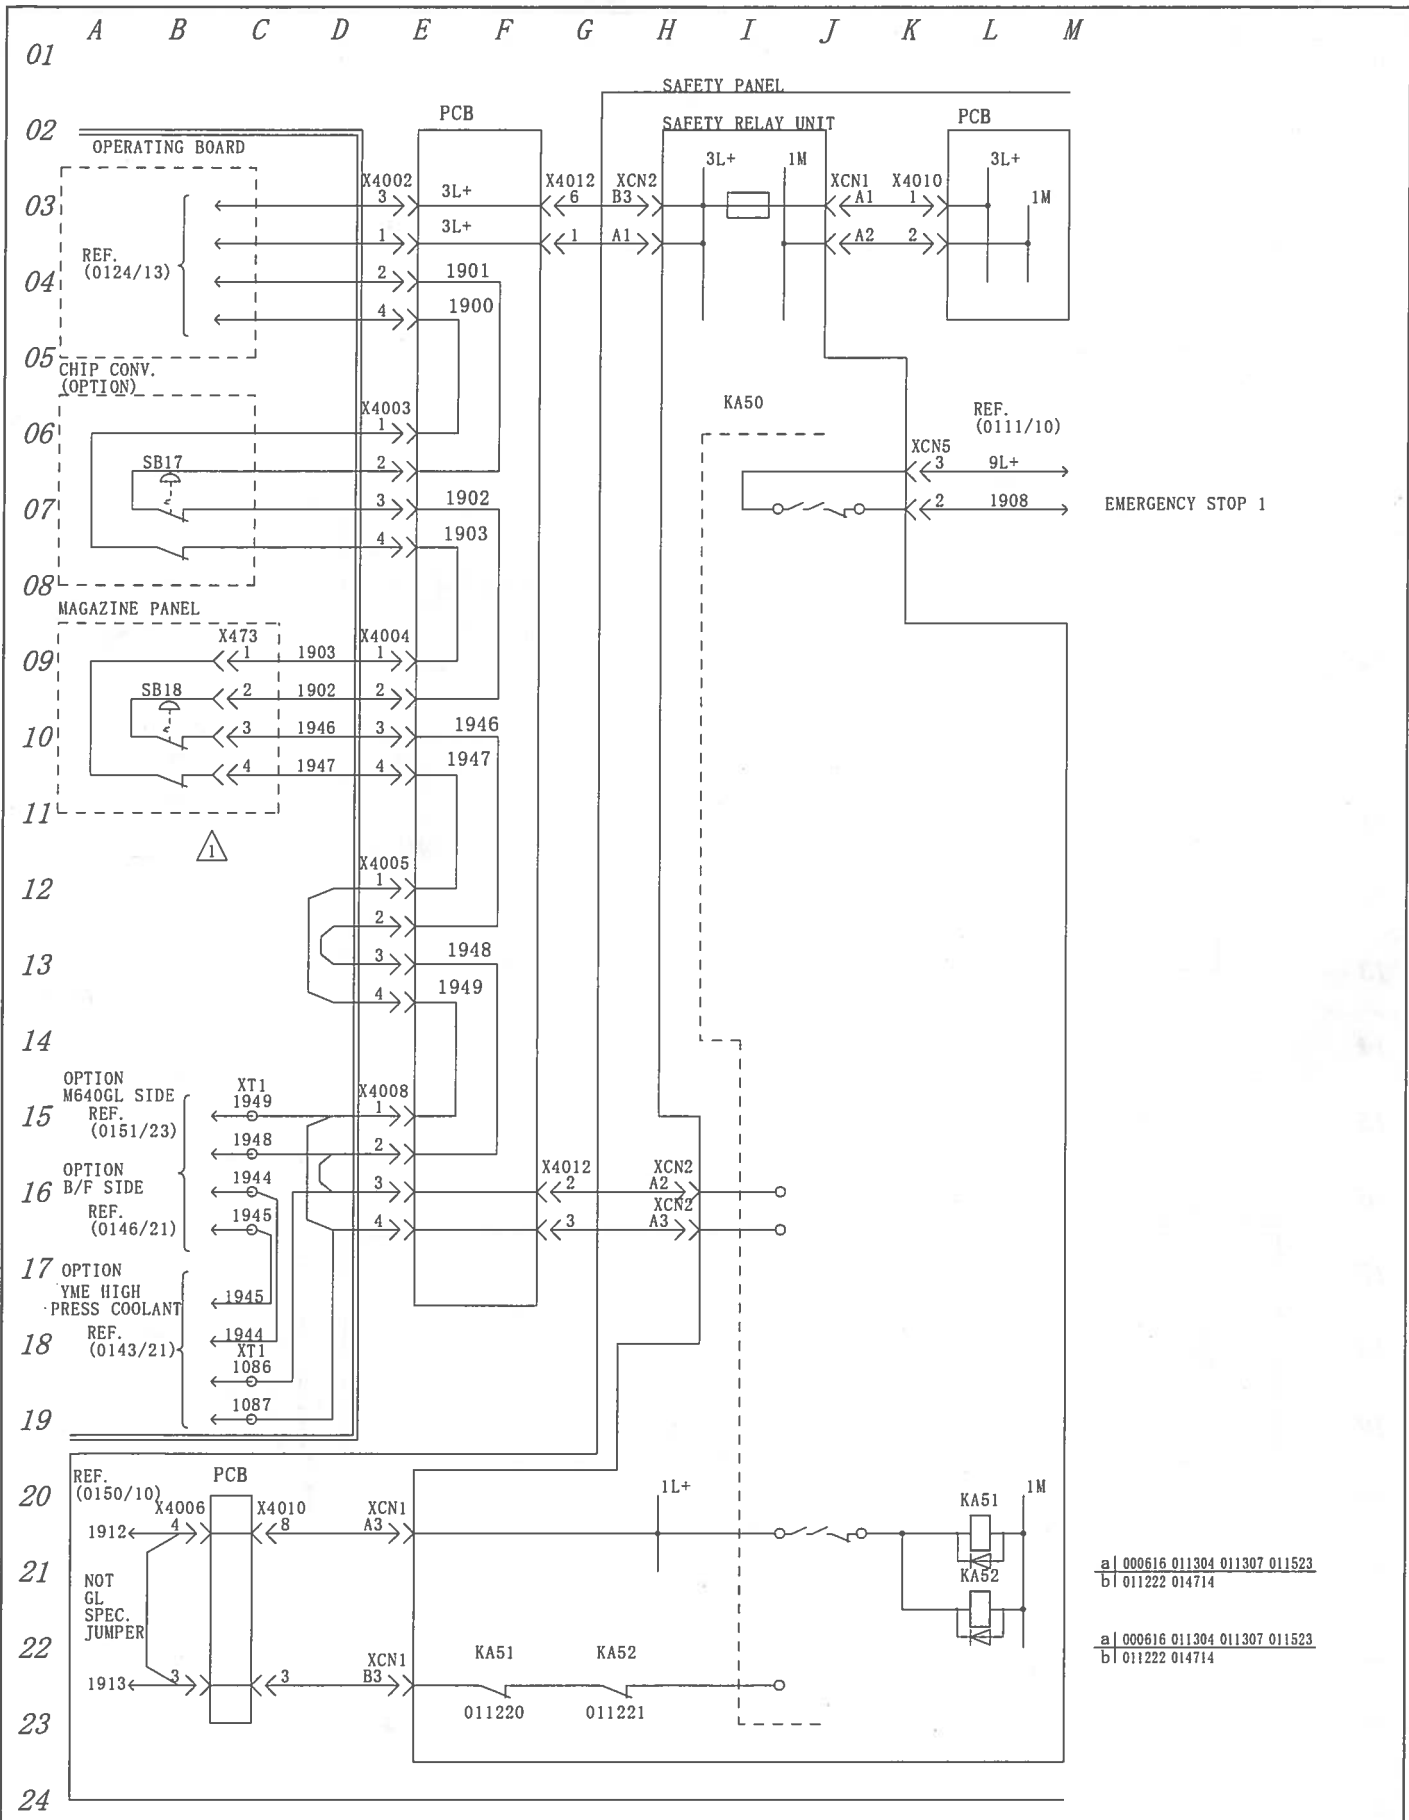 A B C D E F G H I J K L M
01
SAFETY PANEL
02
PCB
SAFETY RELAY UNIT
PCB
OPERATING BOARD
3L+ 1M 3L+
03
X4002 3 3L+ X4012 6 XCN2 B3 XCN1 A1 X4010 1 1M
1 3L+ 1 A1 A2 2
REF.
(0124/13)
04
2 1901
4 1900
05
CHIP CONV.
(OPTION)
KA50
REF.
(0111/10)
06
X4003
1
XCN5
SB17 2 3 9L+
07
3 1902 2 1908 EMERGENCY STOP 1
4 1903
08
MAGAZINE PANEL
09
X473 X4004
1 1903 1
SB18 2 1902 2
10
3 1946 3 1946
4 1947 4 1947
11
1
12
X4005
1
2
13
3 1948
4 1949
14
OPTION
M640GL SIDE
REF.
(0151/23)
15
XT1
1949
X4008
1
1948 2
OPTION
B/F SIDE
REF.
(0146/21)
16
1944 3 X4012 2 XCN2 A2
1945 4 3 XCN2 A3
17
OPTION
YME HIGH
PRESS COOLANT
REF.
(0143/21)
1945
18
1944
XT1
1086
19
1087
20
REF.
(0150/10)
PCB
1L+
1M
X4006 X4010 XCN1 KA51
1912 4 8 A3
21
KA52
NOT
GL
SPEC.
JUMPER
a 000616 011304 011307 011523
b 011222 014714
22
XCN1 KA51 KA52
a 000616 011304 011307 011523
b 011222 014714
1913 3 3 B3
011220 011221
23
24